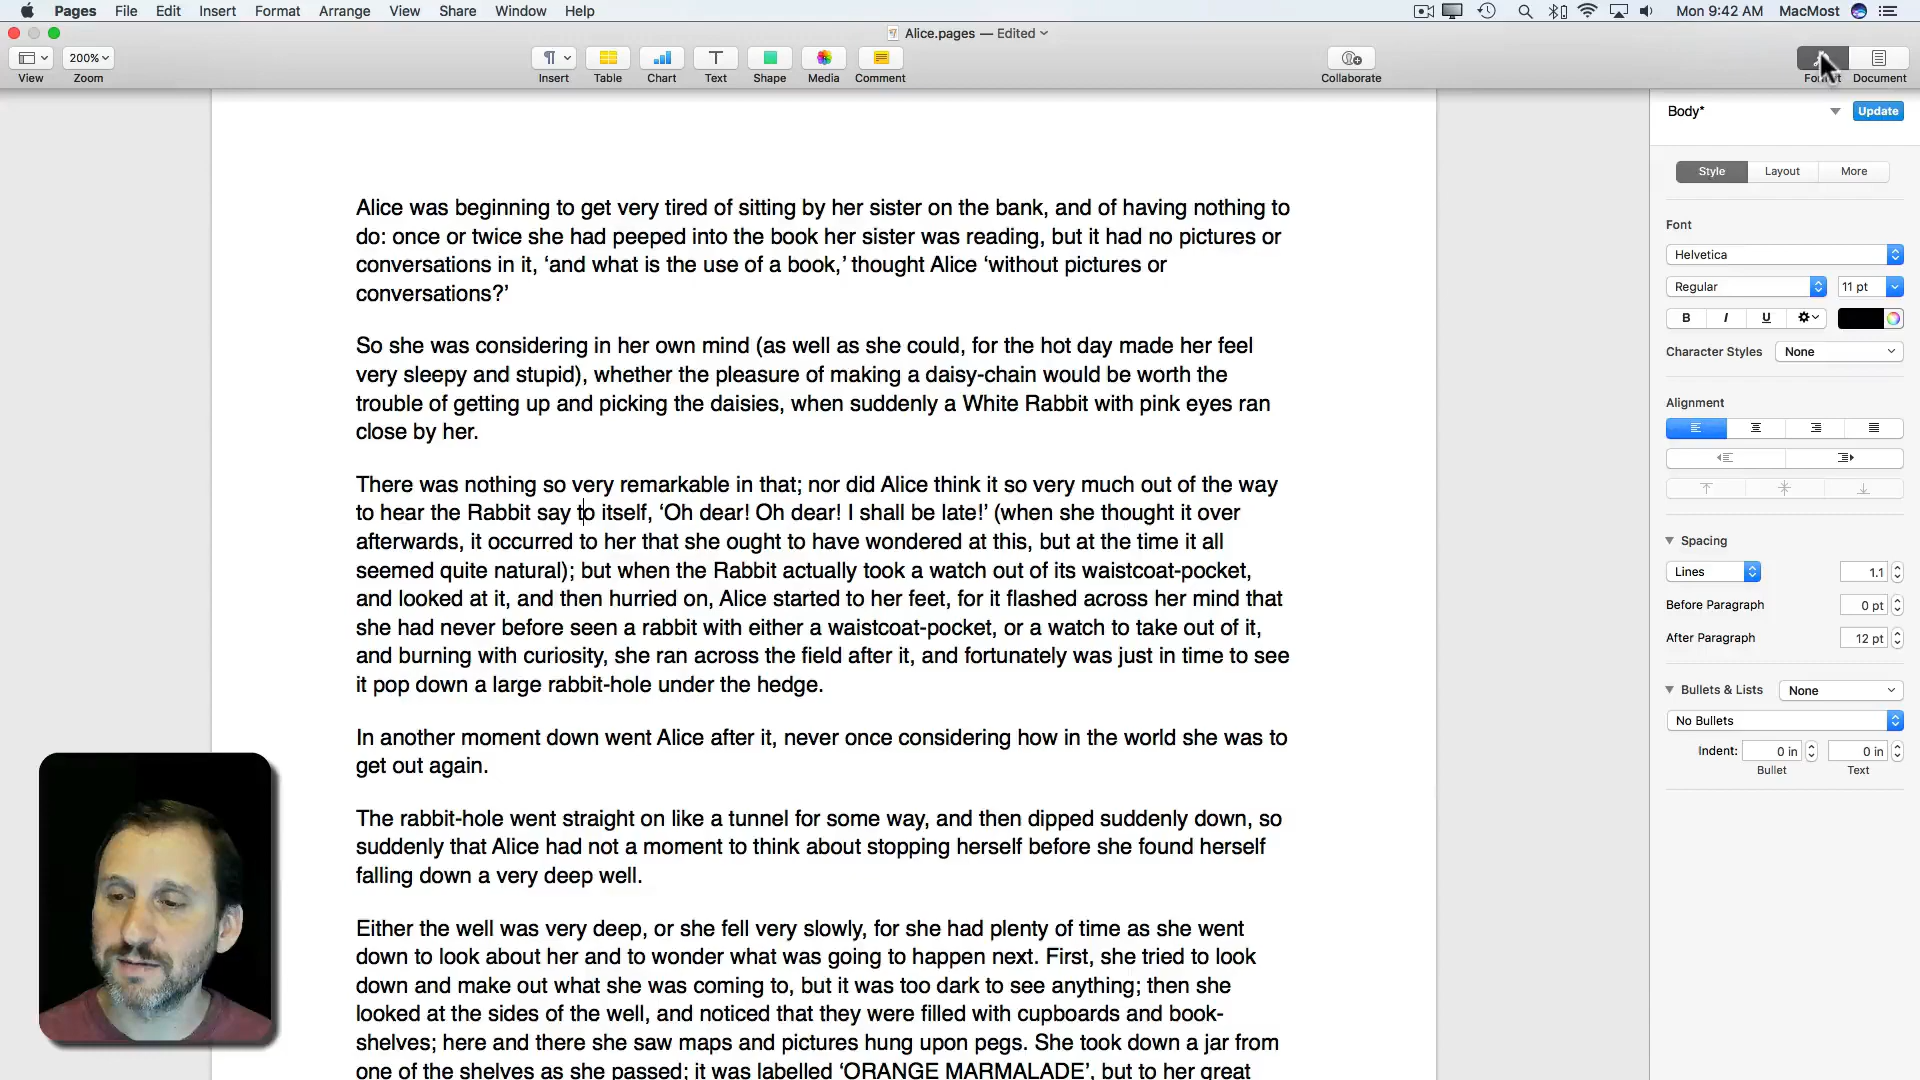 Pages File Edit Insert Format Arrange View Share Window Help Mon 9:42 AM MacMost
Alice.pages — Edited
200%
View Zoom Insert Table Chart Text Shape Media Comment Collaborate Format Document
Body* Update
Style Layout More
Font
Helvetica
Regular 11 pt
B I U
Character Styles None
Alignment
Spacing
Lines 1.1
Before Paragraph 0 pt
After Paragraph 12 pt
Bullets & Lists None
No Bullets
Indent: 0 in 0 in
Bullet Text
Alice was beginning to get very tired of sitting by her sister on the bank, and of having nothing to
do: once or twice she had peeped into the book her sister was reading, but it had no pictures or
conversations in it, ‘and what is the use of a book,’ thought Alice ‘without pictures or
conversations?’
So she was considering in her own mind (as well as she could, for the hot day made her feel
very sleepy and stupid), whether the pleasure of making a daisy-chain would be worth the
trouble of getting up and picking the daisies, when suddenly a White Rabbit with pink eyes ran
close by her.
There was nothing so very remarkable in that; nor did Alice think it so very much out of the way
to hear the Rabbit say to itself, ‘Oh dear! Oh dear! I shall be late!’ (when she thought it over
afterwards, it occurred to her that she ought to have wondered at this, but at the time it all
seemed quite natural); but when the Rabbit actually took a watch out of its waistcoat-pocket,
and looked at it, and then hurried on, Alice started to her feet, for it flashed across her mind that
she had never before seen a rabbit with either a waistcoat-pocket, or a watch to take out of it,
and burning with curiosity, she ran across the field after it, and fortunately was just in time to see
it pop down a large rabbit-hole under the hedge.
In another moment down went Alice after it, never once considering how in the world she was to
get out again.
The rabbit-hole went straight on like a tunnel for some way, and then dipped suddenly down, so
suddenly that Alice had not a moment to think about stopping herself before she found herself
falling down a very deep well.
Either the well was very deep, or she fell very slowly, for she had plenty of time as she went
down to look about her and to wonder what was going to happen next. First, she tried to look
down and make out what she was coming to, but it was too dark to see anything; then she
looked at the sides of the well, and noticed that they were filled with cupboards and book-
shelves; here and there she saw maps and pictures hung upon pegs. She took down a jar from
one of the shelves as she passed; it was labelled ‘ORANGE MARMALADE’, but to her great